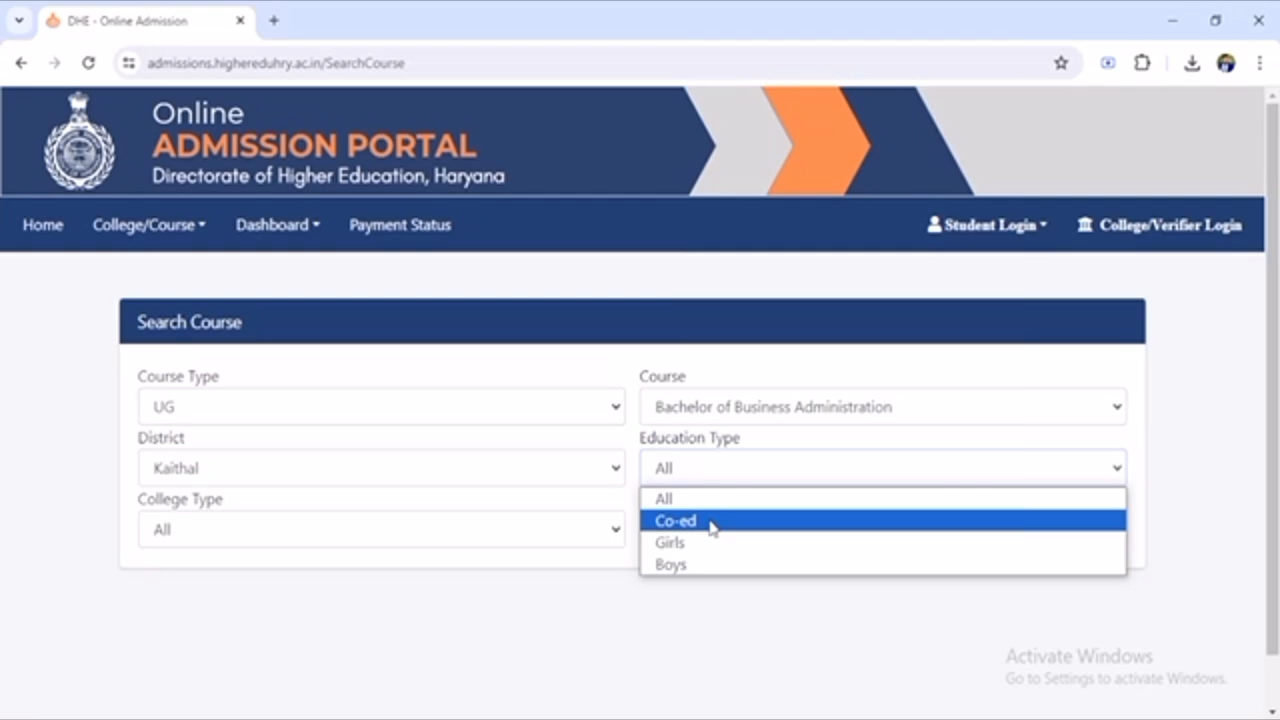 DHE - Online Admission
admissions.highereduhry.ac.in/SearchCourse
Online
ADMISSION PORTAL
Directorate of Higher Education, Haryana
Home College/Course Dashboard Payment Status Student Login College/Verifier Login
Search Course
Course Type Course
UG Bachelor of Business Administration
District Education Type
Kaithal All
College Type All
All Co-ed
Girls
Boys
Activate Windows
Go to Settings to activate Windows.